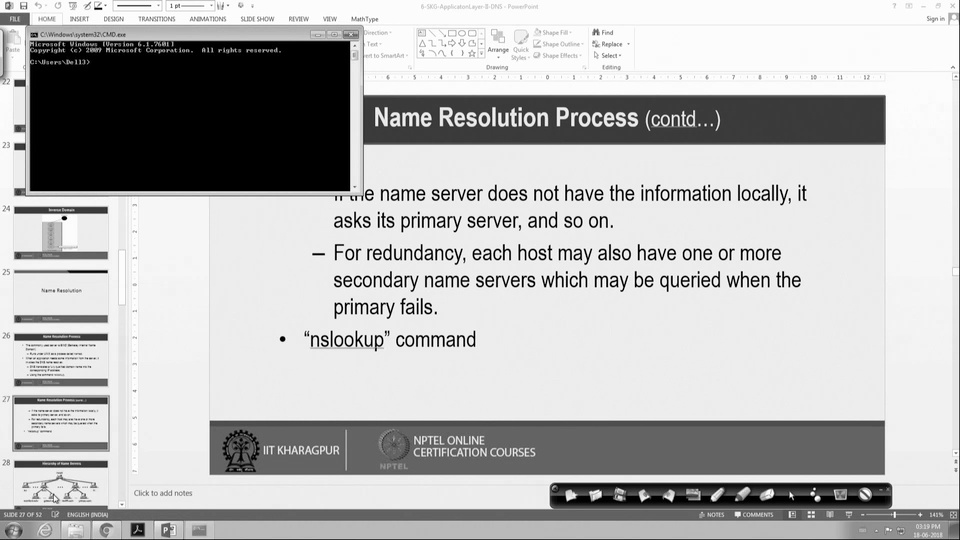 6-SKG-ApplicatonLayer-II-DNS - PowerPoint
Sign in
FILE HOME INSERT DESIGN TRANSITIONS ANIMATIONS SLIDE SHOW REVIEW VIEW MathType
1 pt
C:\Windows\system32\CMD.exe
Microsoft Windows [Version 6.1.7601]
Copyright (c) 2009 Microsoft Corporation. All rights reserved.
C:\Users\Dell3>
Paste
Direction
Text
to SmartArt
Arrange
Quick
Styles
Shape Fill
Shape Outline
Shape Effects
Find
Replace
Select
Drawing
Editing
22
23
24
Inverse Domain
25
Name Resolution
26
Name Resolution Process
27
Name Resolution Process (contd...)
28
Hierarchy of Name Servers
Name Resolution Process (contd…)
If the name server does not have the information locally, it
asks its primary server, and so on.
– For redundancy, each host may also have one or more
secondary name servers which may be queried when the
primary fails.
• “nslookup” command
IIT KHARAGPUR
NPTEL
NPTEL ONLINE
CERTIFICATION COURSES
Click to add notes
SLIDE 27 OF 52 ENGLISH (INDIA)
NOTES COMMENTS 141%
EN
03:19 PM
18-06-2018